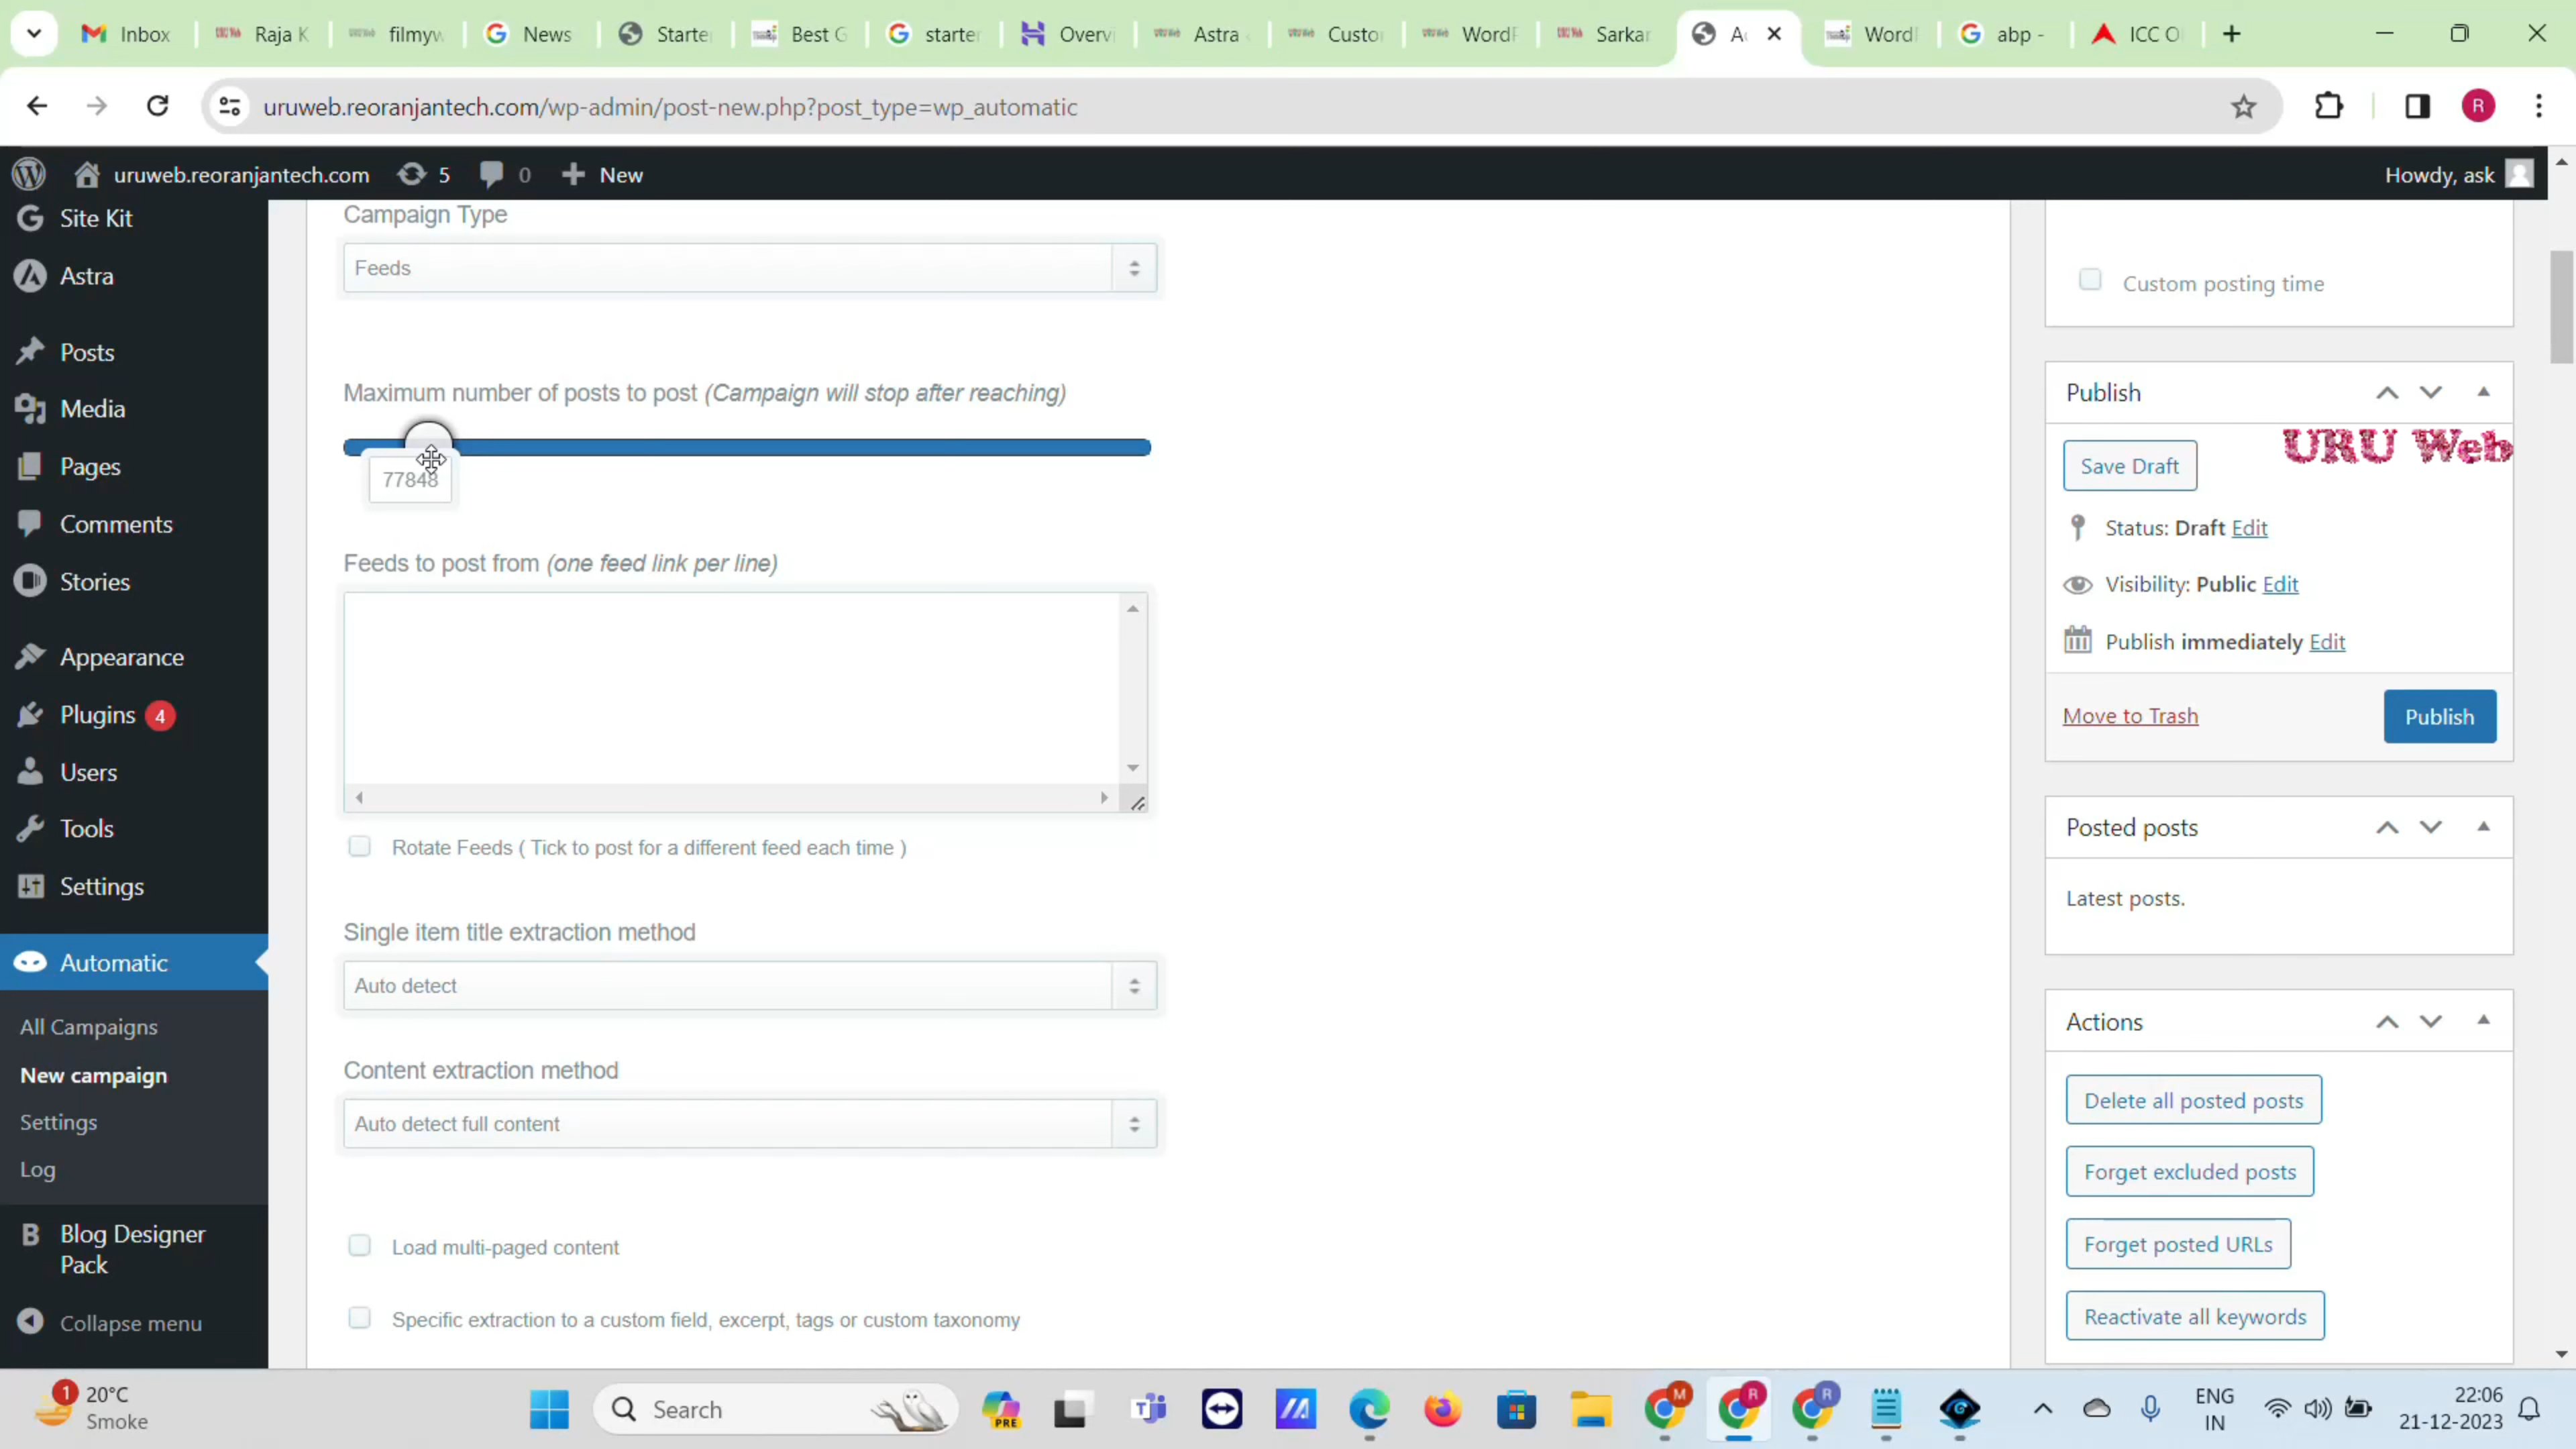 Inbox
Raja K
filmyw
News
Starte
Best G
starter
Overvi
Astra
Custo
WordP
Sarkar
A
Word
abp -
ICC O
uruweb.reoranjantech.com/wp-admin/post-new.php?post_type=wp_automatic
R
uruweb.reoranjantech.com
5
0
New
Howdy, ask
Site Kit
Astra
Posts
Media
Pages
Comments
Stories
Appearance
Plugins 4
Users
Tools
Settings
Automatic
All Campaigns
New campaign
Settings
Log
Blog Designer
Pack
Collapse menu
Campaign Type
Feeds
Maximum number of posts to post (Campaign will stop after reaching)
77848
Feeds to post from (one feed link per line)
Rotate Feeds ( Tick to post for a different feed each time )
Single item title extraction method
Auto detect
Content extraction method
Auto detect full content
Load multi-paged content
Specific extraction to a custom field, excerpt, tags or custom taxonomy
Custom posting time
Publish
URU Web
Save Draft
Status: Draft Edit
Visibility: Public Edit
Publish immediately Edit
Move to Trash
Publish
Posted posts
Latest posts.
Actions
Delete all posted posts
Forget excluded posts
Forget posted URLs
Reactivate all keywords
1
20°C
Smoke
Search
PRE
M
R
R
ENG
IN
22:06
21-12-2023